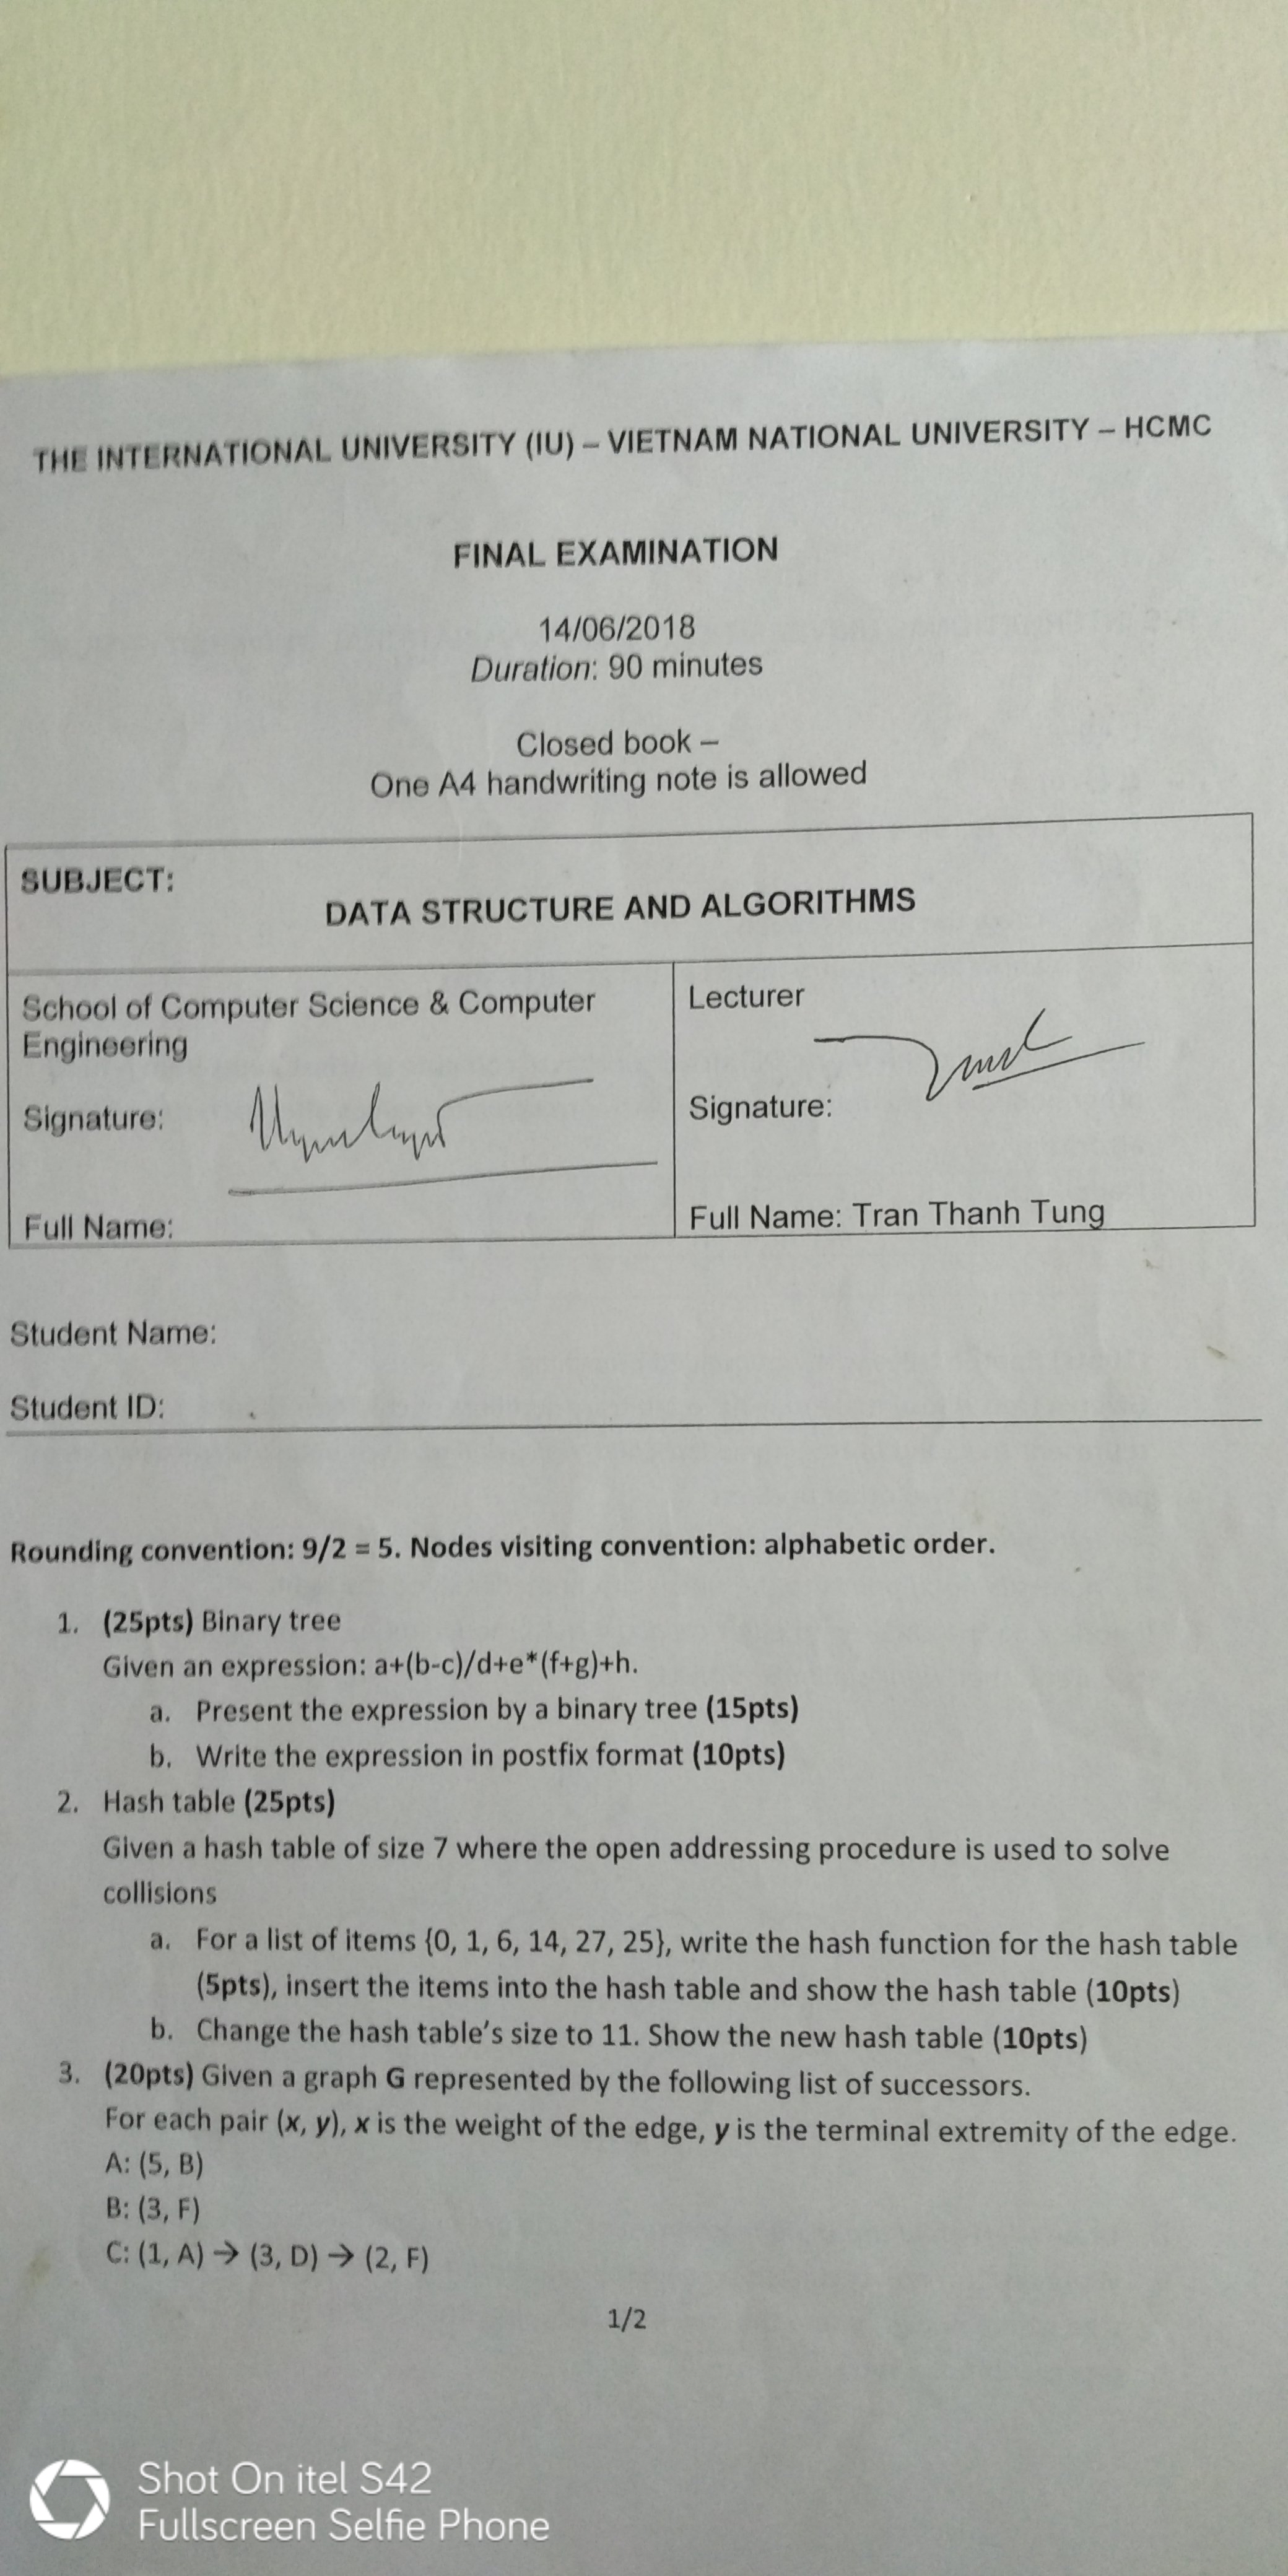 THE INTERNATIONAL UNIVERSITY (IU) – VIETNAM NATIONAL UNIVERSITY – HCMC
FINAL EXAMINATION
14/06/2018
Duration: 90 minutes
Closed book –
One A4 handwriting note is allowed
SUBJECT:
DATA STRUCTURE AND ALGORITHMS
School of Computer Science & Computer
Engineering
Signature:
Full Name:
Lecturer
Signature:
Full Name: Tran Thanh Tung
Student Name:
Student ID:
Rounding convention: 9/2 = 5. Nodes visiting convention: alphabetic order.
1. (25pts) Binary tree
Given an expression: a+(b-c)/d+e*(f+g)+h.
a. Present the expression by a binary tree (15pts)
b. Write the expression in postfix format (10pts)
2. Hash table (25pts)
Given a hash table of size 7 where the open addressing procedure is used to solve
collisions
a. For a list of items {0, 1, 6, 14, 27, 25}, write the hash function for the hash table
(5pts), insert the items into the hash table and show the hash table (10pts)
b. Change the hash table's size to 11. Show the new hash table (10pts)
3. (20pts) Given a graph G represented by the following list of successors.
For each pair (x, y), x is the weight of the edge, y is the terminal extremity of the edge.
A: (5, B)
B: (3, F)
C: (1, A) → (3, D) → (2, F)
1/2
Shot On itel S42
Fullscreen Selfie Phone